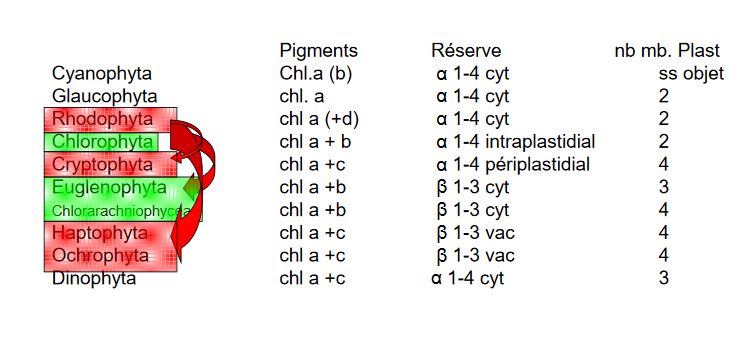 Pigments Réserve nb mb. Plast
Cyanophyta Chl.a (b) α 1-4 cyt ss objet
Glaucophyta chl. a α 1-4 cyt 2
Rhodophyta chl a (+d) α 1-4 cyt 2
Chlorophyta chl a + b α 1-4 intraplastidial 2
Cryptophyta chl a +c α 1-4 périplastidial 4
Euglenophyta chl a +b β 1-3 cyt 3
Chlorarachniophycea chl a +b β 1-3 cyt 4
Haptophyta chl a +c β 1-3 vac 4
Ochrophyta chl a +c β 1-3 vac 4
Dinophyta chl a +c α 1-4 cyt 3